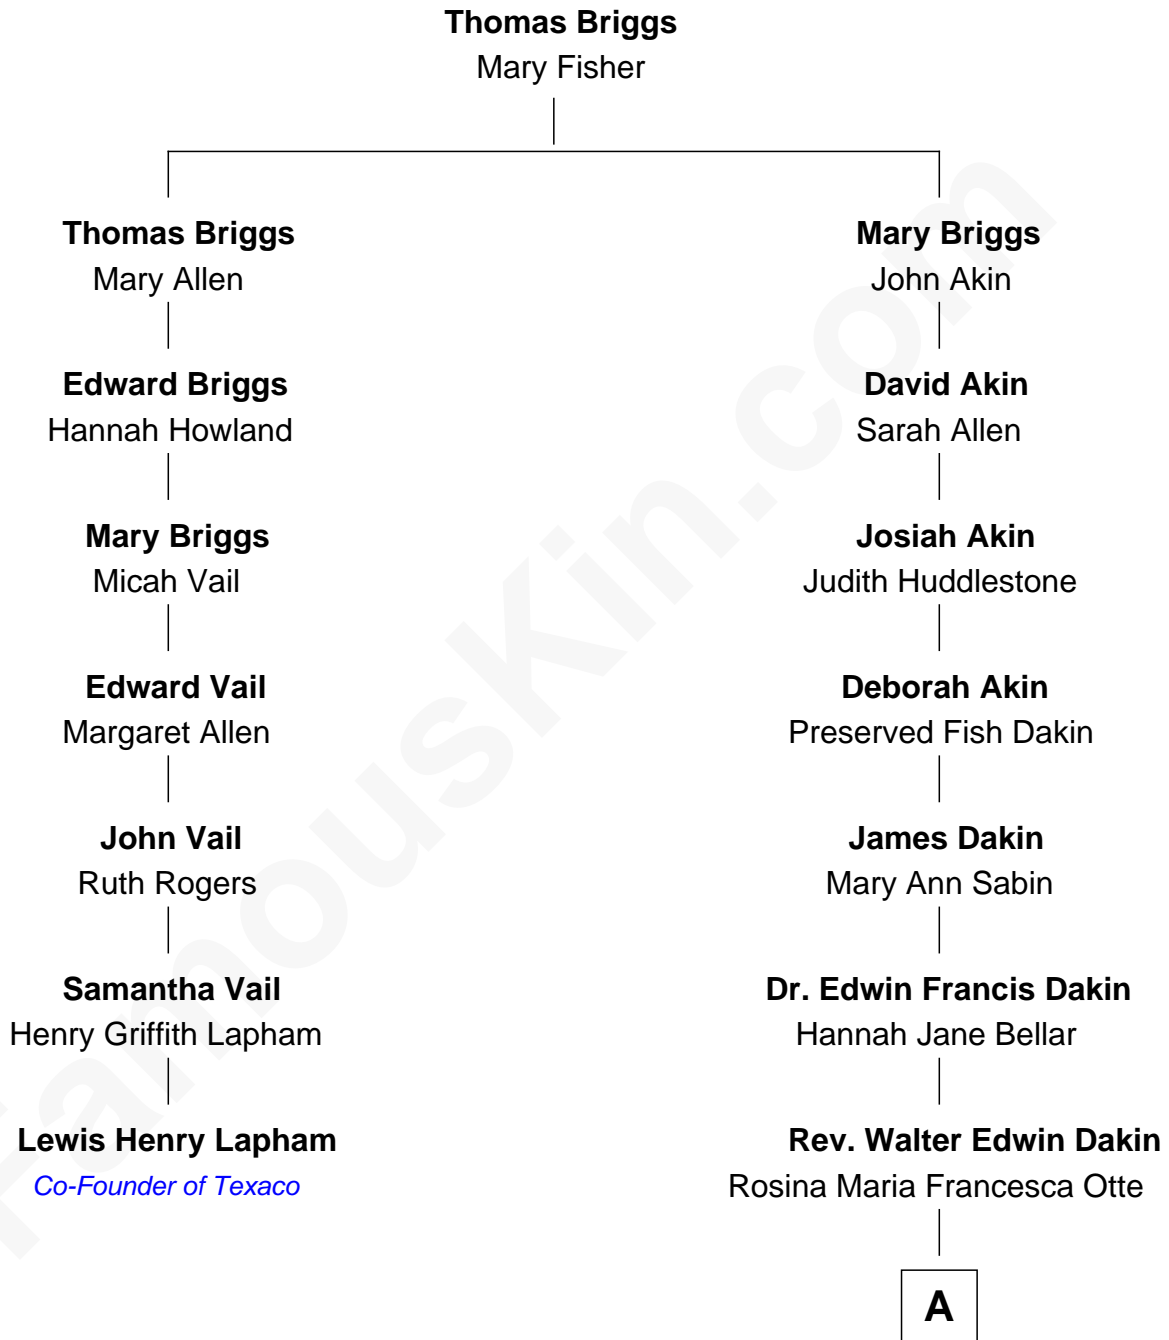 Thomas Briggs
Mary Fisher
Thomas Briggs
Mary Allen
Mary Briggs
John Akin
Edward Briggs
Hannah Howland
David Akin
Sarah Allen
Mary Briggs
Micah Vail
Josiah Akin
Judith Huddlestone
Edward Vail
Margaret Allen
Deborah Akin
Preserved Fish Dakin
John Vail
Ruth Rogers
James Dakin
Mary Ann Sabin
Samantha Vail
Henry Griffith Lapham
Dr. Edwin Francis Dakin
Hannah Jane Bellar
Lewis Henry Lapham
Co-Founder of Texaco
Rev. Walter Edwin Dakin
Rosina Maria Francesca Otte
A
FamousKin.com